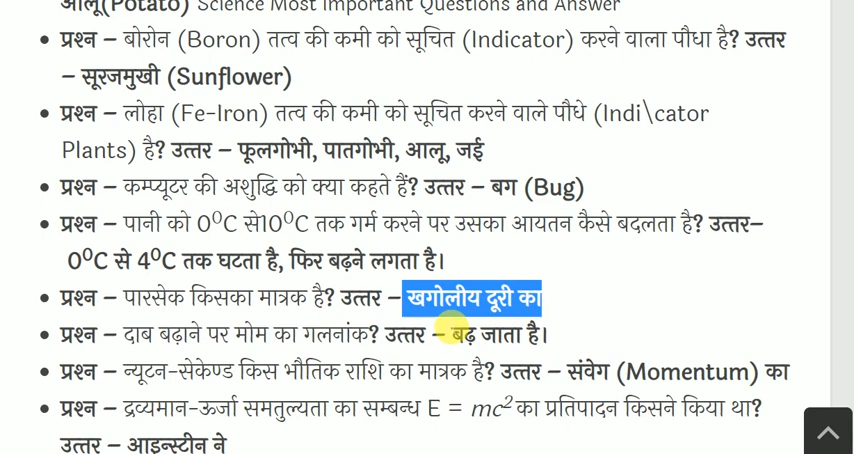 आलू(Potato) Science Most Important Questions and Answer
• प्रश्न – बोरोन (Boron) तत्व की कमी को सूचित (Indicator) करने वाला पौधा है? उत्तर
– सूरजमुखी (Sunflower)
• प्रश्न – लोहा (Fe-Iron) तत्व की कमी को सूचित करने वाले पौधे (Indi\cator
Plants) है? उत्तर – फूलगोभी, पातगोभी, आलू, जई
• प्रश्न – कम्प्यूटर की अशुद्धि को क्या कहते हैं? उत्तर – बग (Bug)
• प्रश्न – पानी को 0⁰C से10⁰C तक गर्म करने पर उसका आयतन कैसे बदलता है? उत्तर–
0⁰C से 4⁰C तक घटता है, फिर बढ़ने लगता है।
• प्रश्न – पारसेक किसका मात्रक है? उत्तर – खगोलीय दूरी का
• प्रश्न – दाब बढ़ाने पर मोम का गलनांक? उत्तर – बढ़ जाता है।
• प्रश्न – न्यूटन-सेकेण्ड किस भौतिक राशि का मात्रक है? उत्तर – संवेग (Momentum) का
• प्रश्न – द्रव्यमान-ऊर्जा समतुल्यता का सम्बन्ध E = mc² का प्रतिपादन किसने किया था?
उत्तर – आइन्स्टीन ने